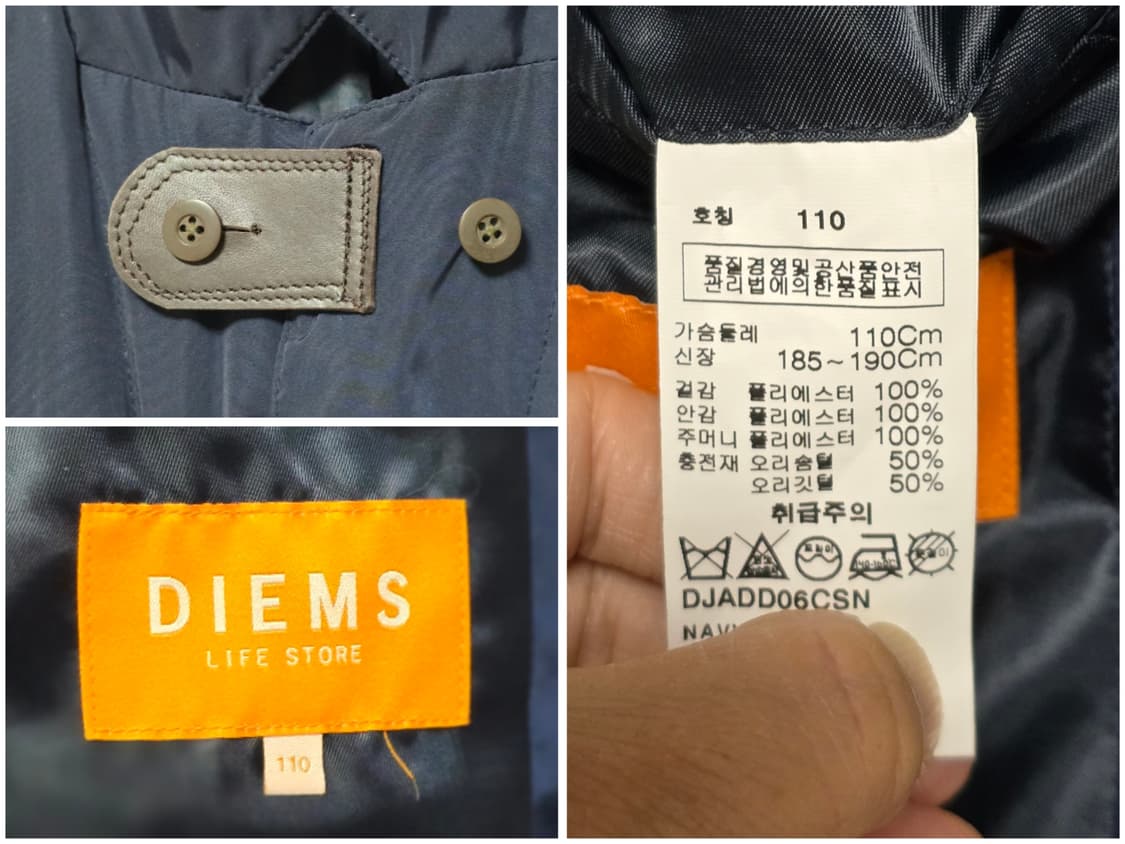 DIEMS
LIFE STORE
110
호칭 110
품질경영및공산품안전
관리법에의한품질표시
가슴둘레 110Cm
신장 185~190Cm
겉감 폴리에스터 100%
안감 폴리에스터 100%
주머니 폴리에스터 100%
충전재 오리솜털 50%
오리깃털 50%
취급주의
140-160℃
DJADD06CSN